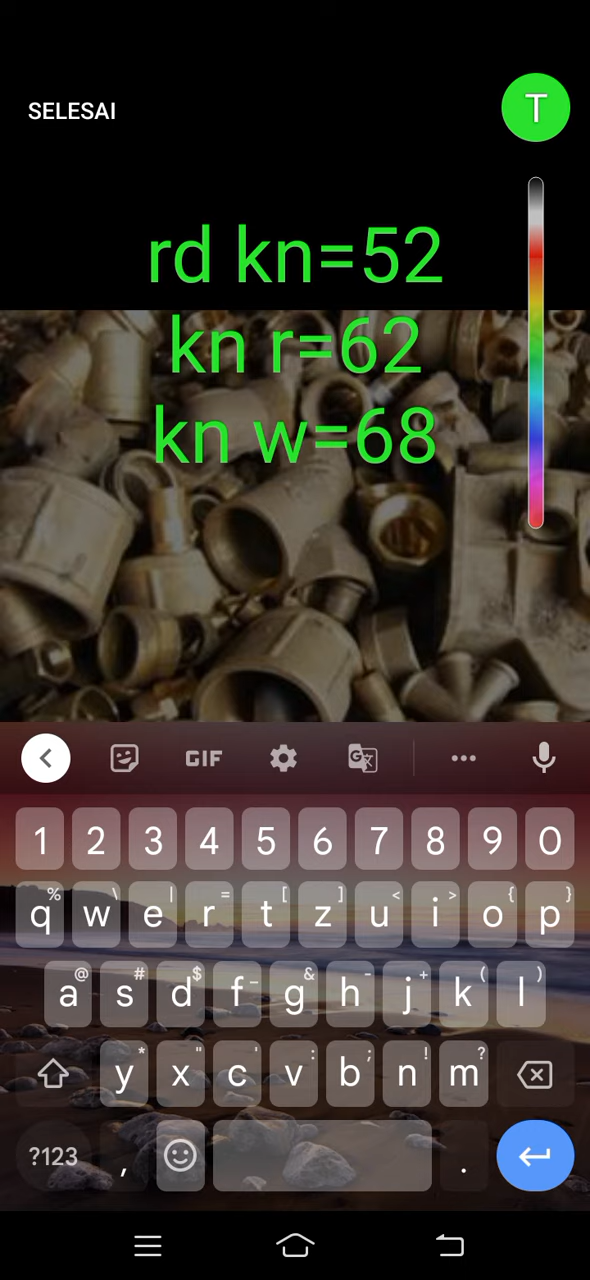 SELESAI
T
rd kn=52
kn r=62
kn w=68
GIF
G
1 2 3 4 5 6 7 8 9 0
% \ | = [ ] < > { }
q w e r t z u i o p
@ # $ _ & - + ( )
a s d f g h j k l
* " ' : ; ! ?
y x c v b n m
?123 , .